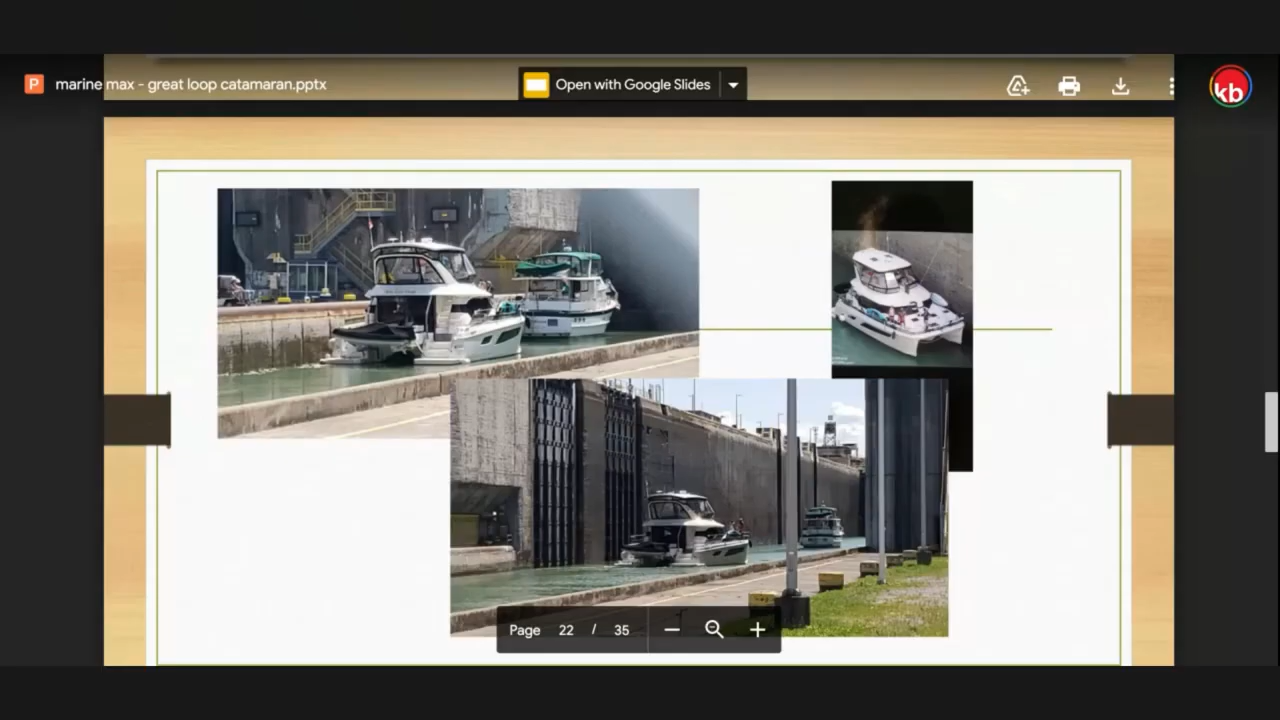 P marine max - great loop catamaran.pptx
Open with Google Slides
kb
Page 22 / 35